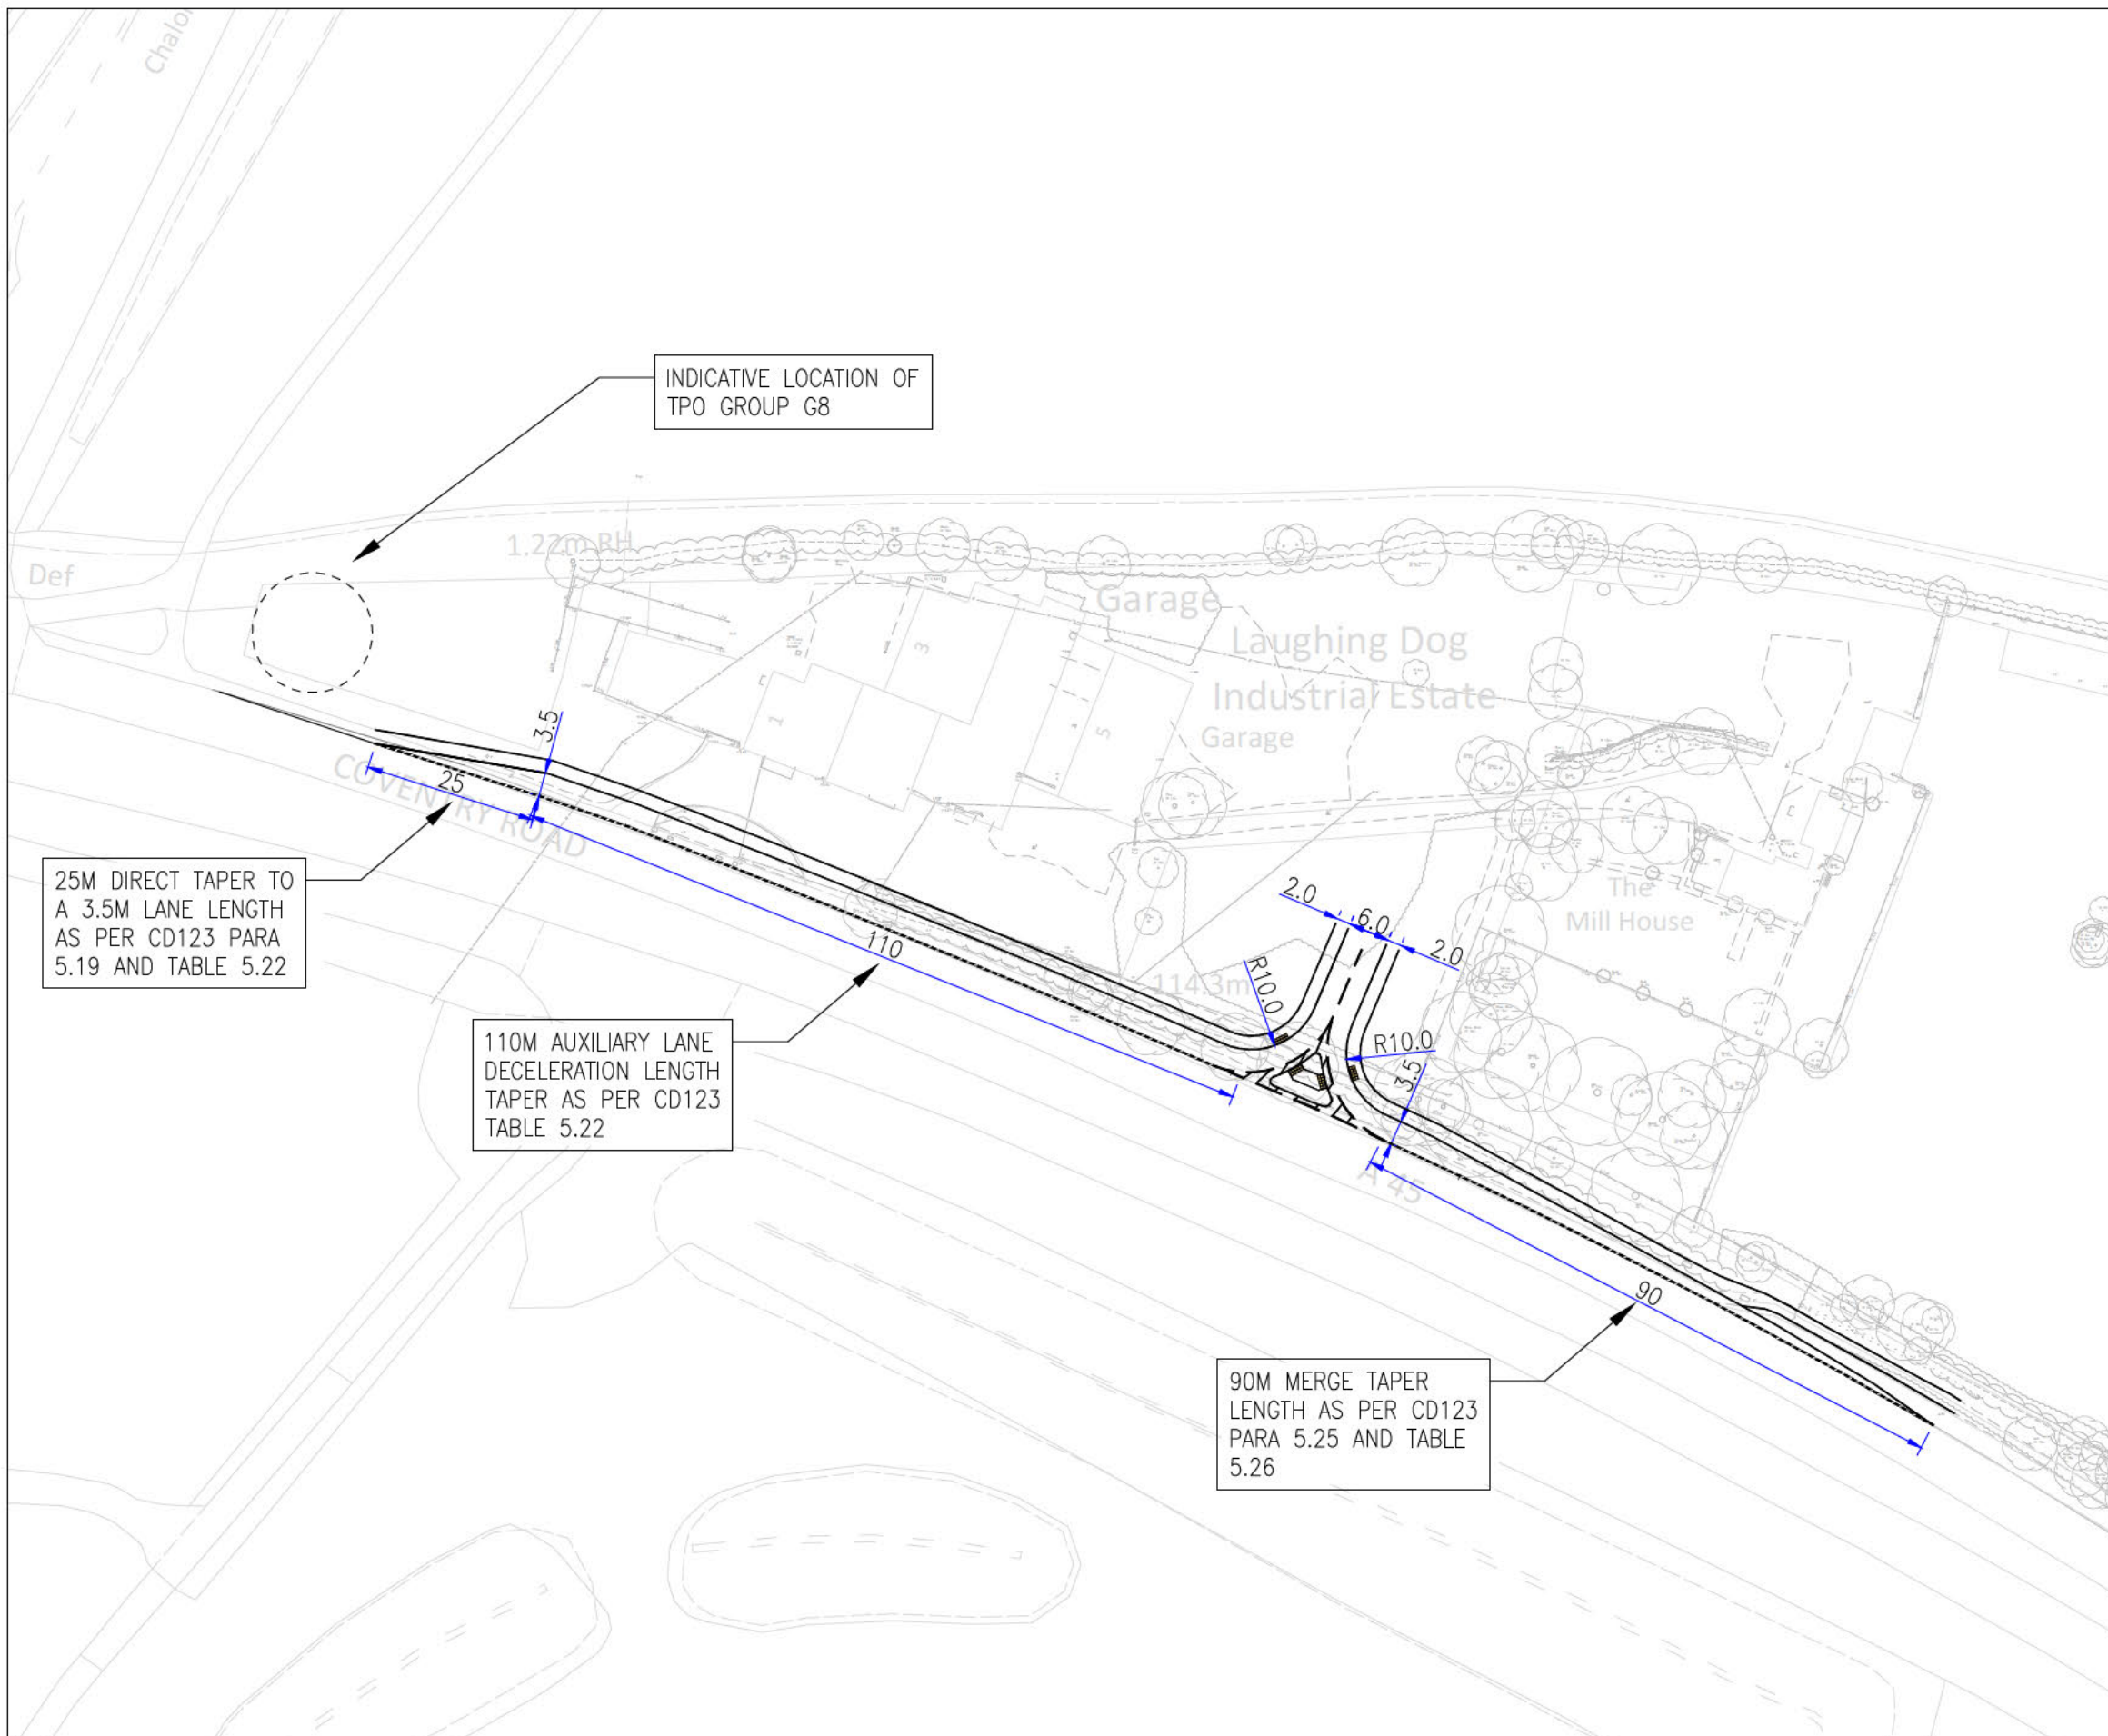 Chalon
INDICATIVE LOCATION OF
TPO GROUP G8
1.22m RH
Def
Garage
Laughing Dog
Industrial Estate
Garage
3
1
5
3.5
25
COVENTRY ROAD
25M DIRECT TAPER TO
A 3.5M LANE LENGTH
AS PER CD123 PARA
5.19 AND TABLE 5.22
The
Mill House
2.0
6.0
2.0
110
114.3m
R10.0
R10.0
3.5
110M AUXILIARY LANE
DECELERATION LENGTH
TAPER AS PER CD123
TABLE 5.22
A 45
90
90M MERGE TAPER
LENGTH AS PER CD123
PARA 5.25 AND TABLE
5.26